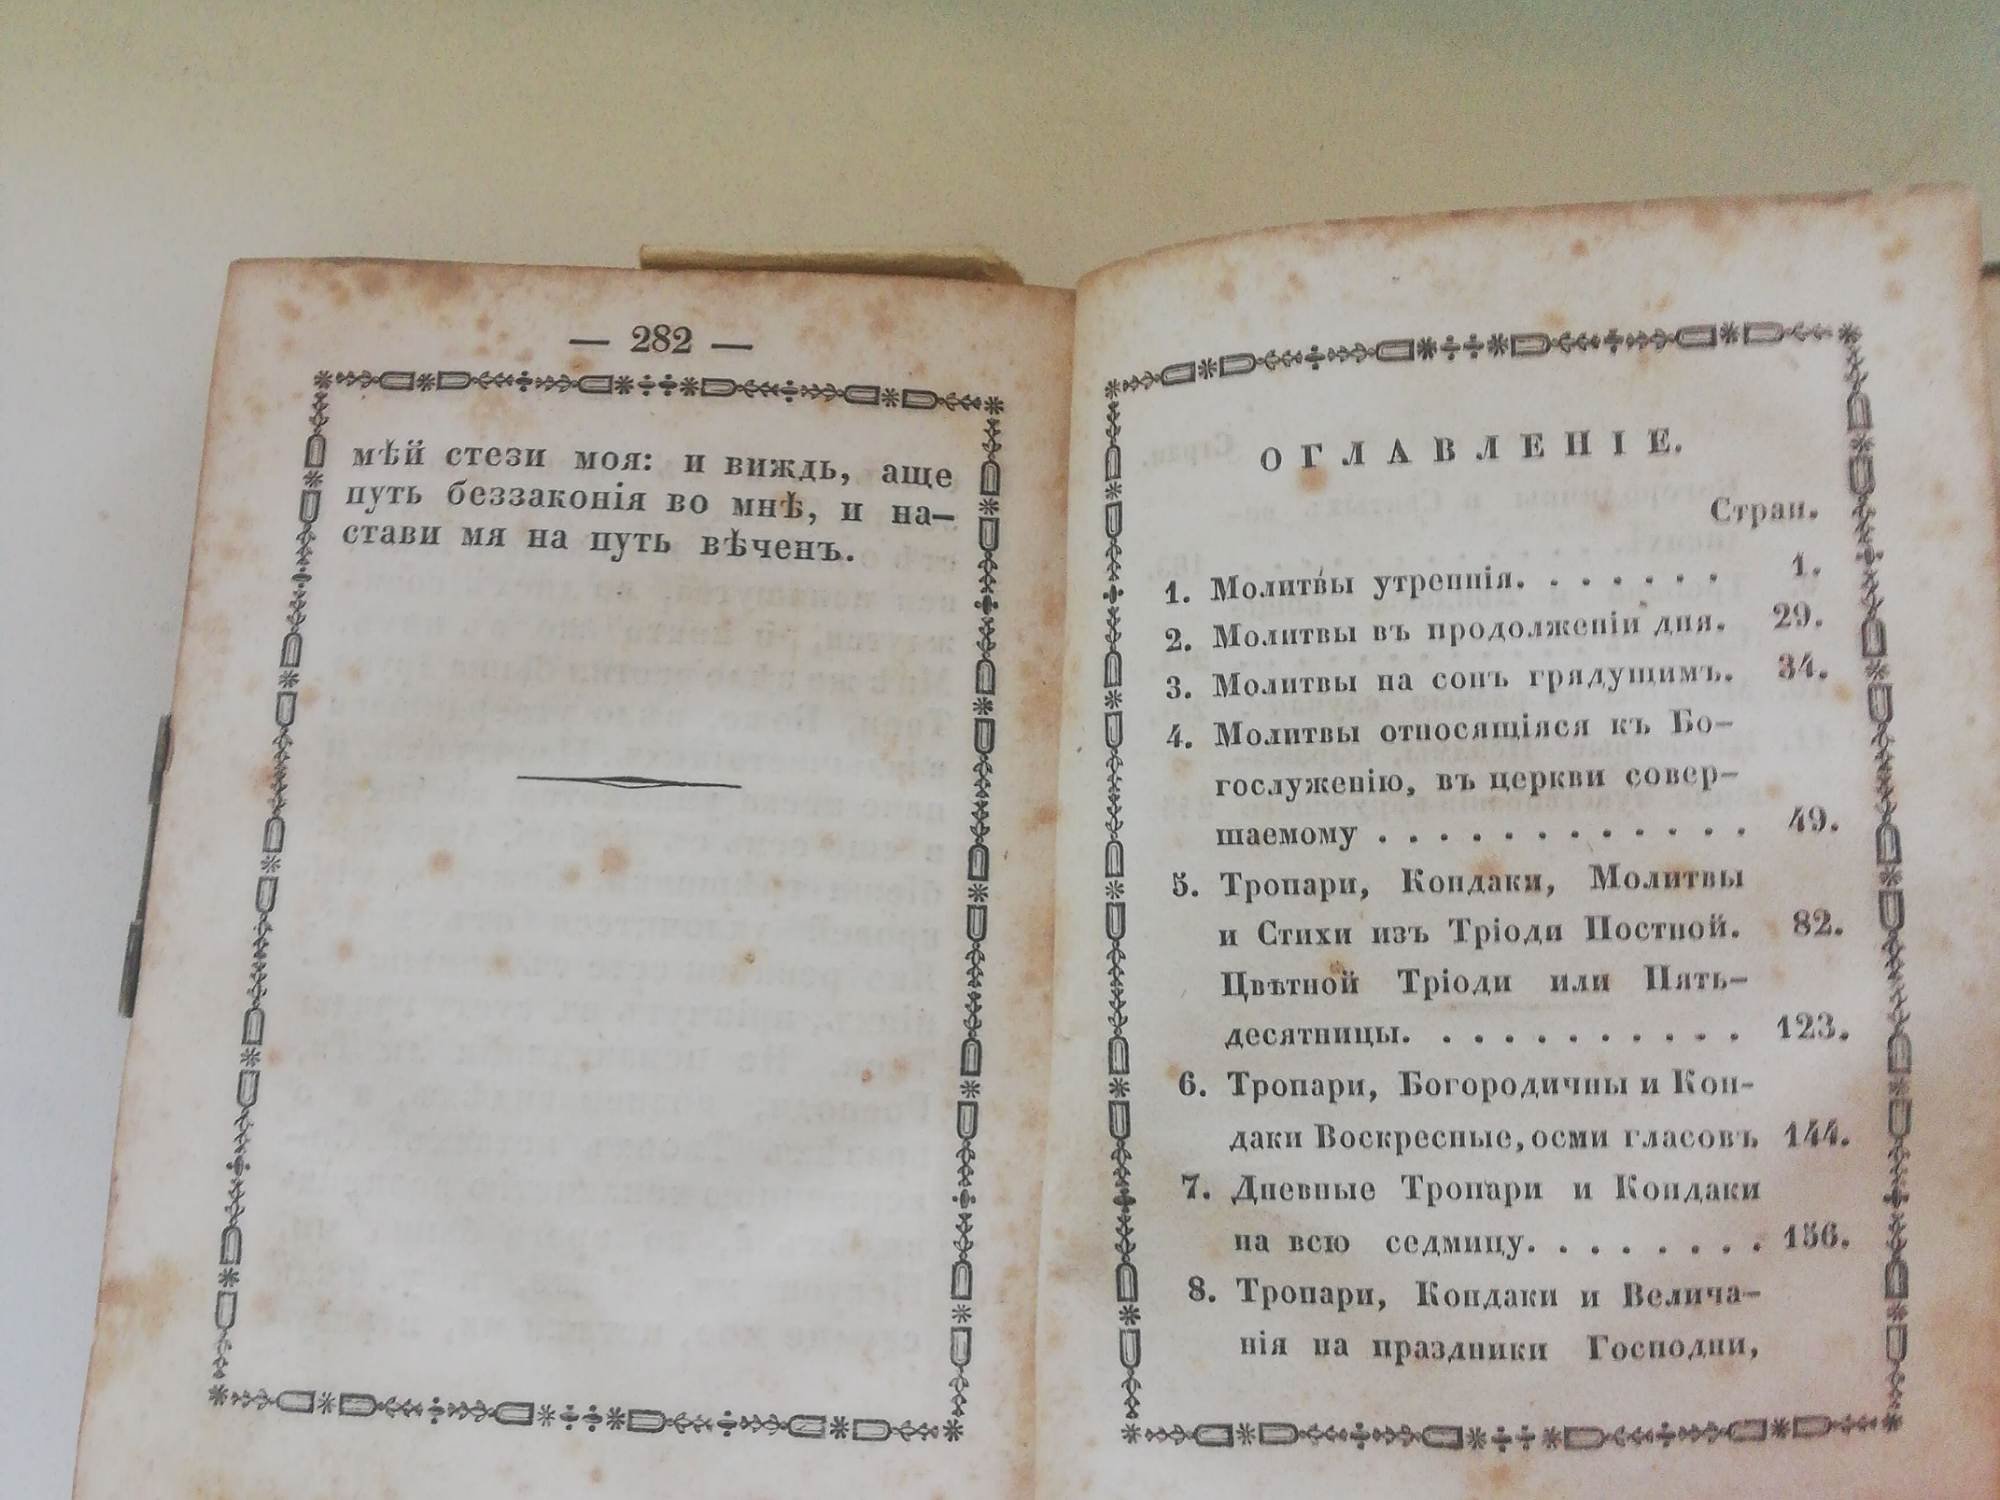 — 282 —
мѣй стези моя: и виждь, аще
путь беззаконія во мнѣ, и на-
стави мя на путь вѣченъ.
ОГЛАВЛЕНІЕ.
Стран.
1. Молитвы утреннія. . . . . . . 1.
2. Молитвы въ продолженіи дня. 29.
3. Молитвы на сонъ грядущимъ. 34.
4. Молитвы относящіяся къ Бо-
гослуженію, въ церкви совер-
шаемому . . . . . . . . . . . . 49.
5. Тропари, Кондаки, Молитвы
и Стихи изъ Тріоди Постной. 82.
Цвѣтной Тріоди или Пять-
десятницы. . . . . . . . . . . 123.
6. Тропари, Богородичны и Кон-
даки Воскресные, осми гласовъ 144.
7. Дневные Тропари и Кондаки
на всю седмицу. . . . . . . . 156.
8. Тропари, Кондаки и Велича-
нія на праздники Господни,